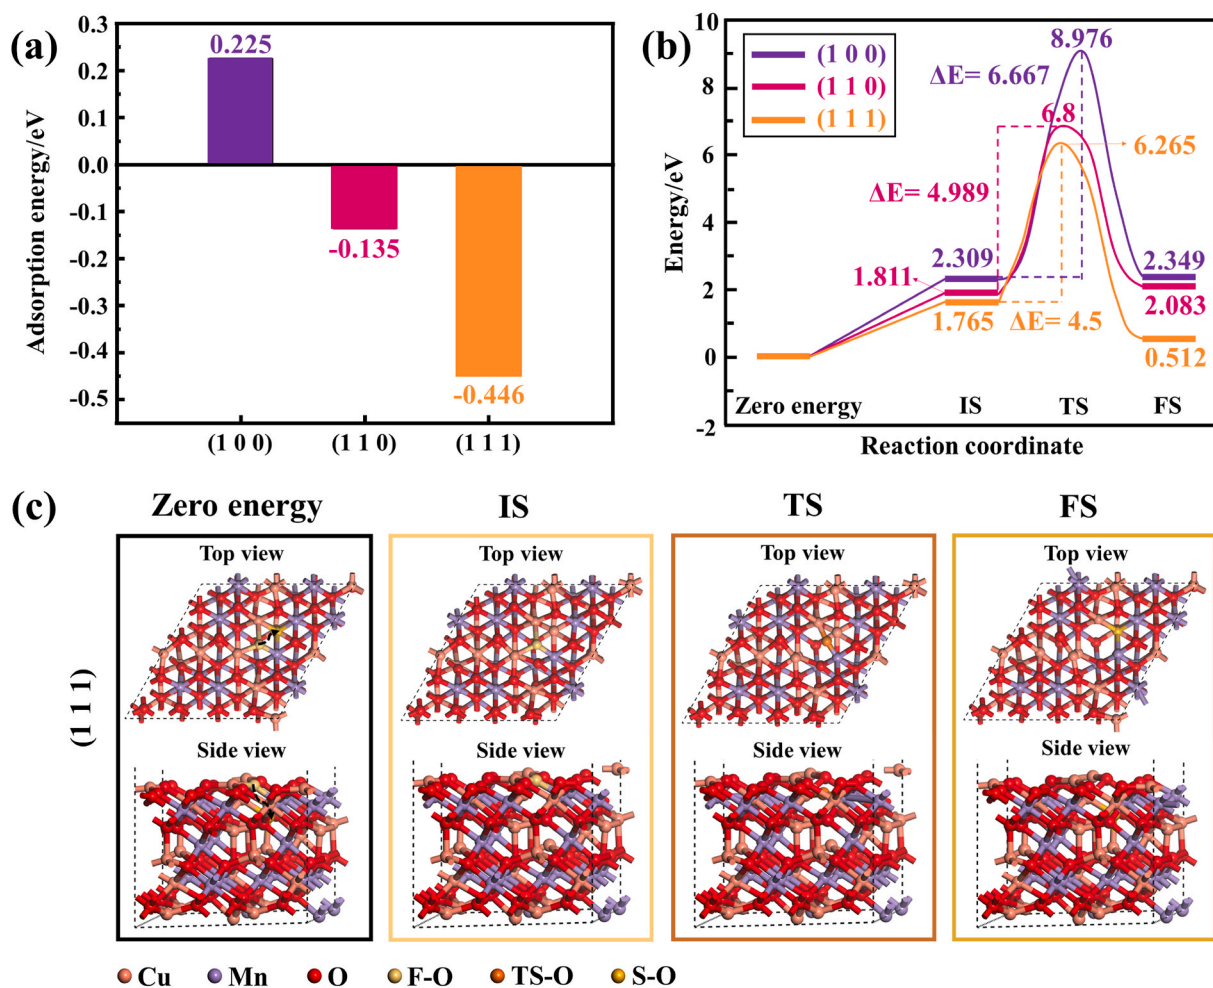 (a)
0.3
0.2
0.1
0.0
-0.1
-0.2
-0.3
-0.4
-0.5
Adsorption energy/eV
0.225
-0.135
-0.446
(1 0 0)
(1 1 0)
(1 1 1)
(b)
10
8
6
4
2
0
-2
Energy/eV
(1 0 0)
(1 1 0)
(1 1 1)
8.976
ΔE= 6.667
6.8
6.265
ΔE= 4.989
2.309
2.349
1.811
2.083
1.765
ΔE= 4.5
0.512
Zero energy
IS
TS
FS
Reaction coordinate
(c)
Zero energy
IS
TS
FS
(1 1 1)
Top view
Top view
Top view
Top view
Side view
Side view
Side view
Side view
Cu
Mn
O
F-O
TS-O
S-O